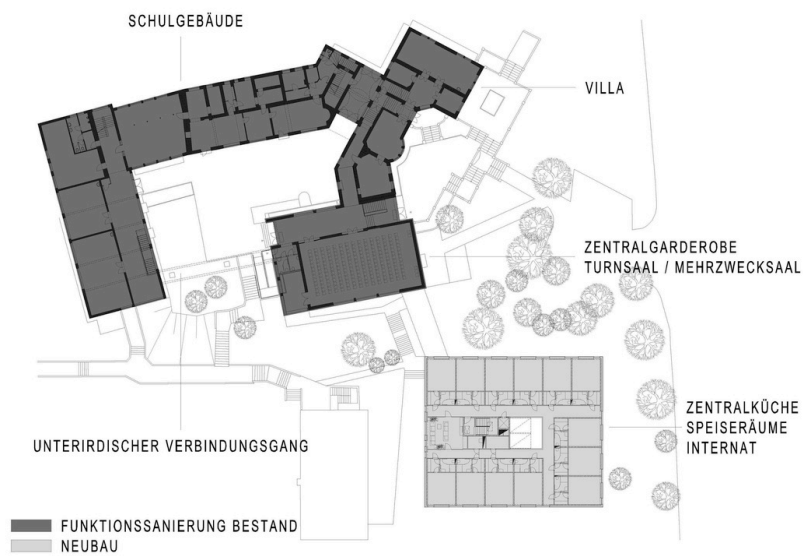 SCHULGEBÄUDE
VILLA
ZENTRALGARDEROBE
TURNSAAL / MEHRZWECKSAAL
ZENTRALKÜCHE
SPEISERÄUME
INTERNAT
UNTERIRDISCHER VERBINDUNGSGANG
FUNKTIONSSANIERUNG BESTAND
NEUBAU